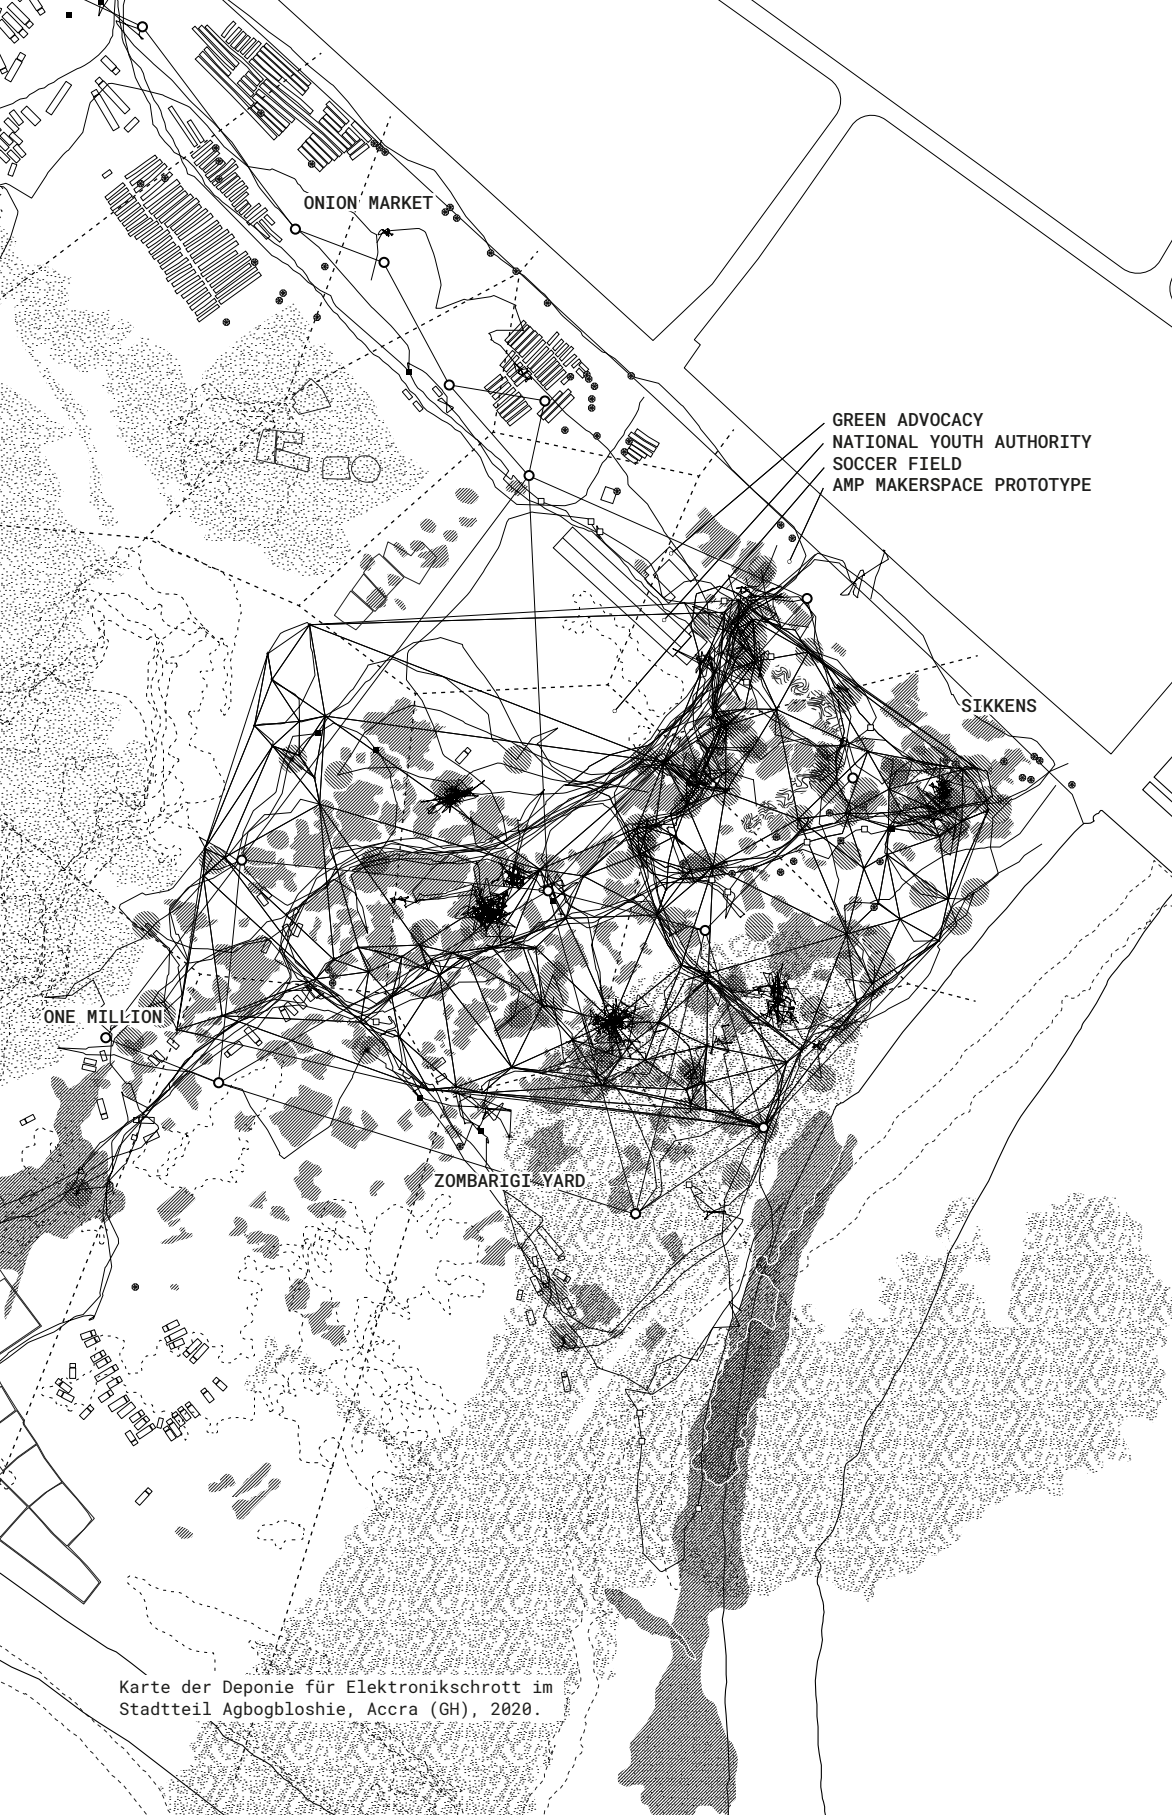 ONION MARKET
GREEN ADVOCACY
NATIONAL YOUTH AUTHORITY
SOCCER FIELD
AMP MAKERSPACE PROTOTYPE
SIKKENS
ONE MILLION
ZOMBARIGI YARD
Karte der Deponie für Elektronikschrott im
Stadtteil Agbogbloshie, Accra (GH), 2020.